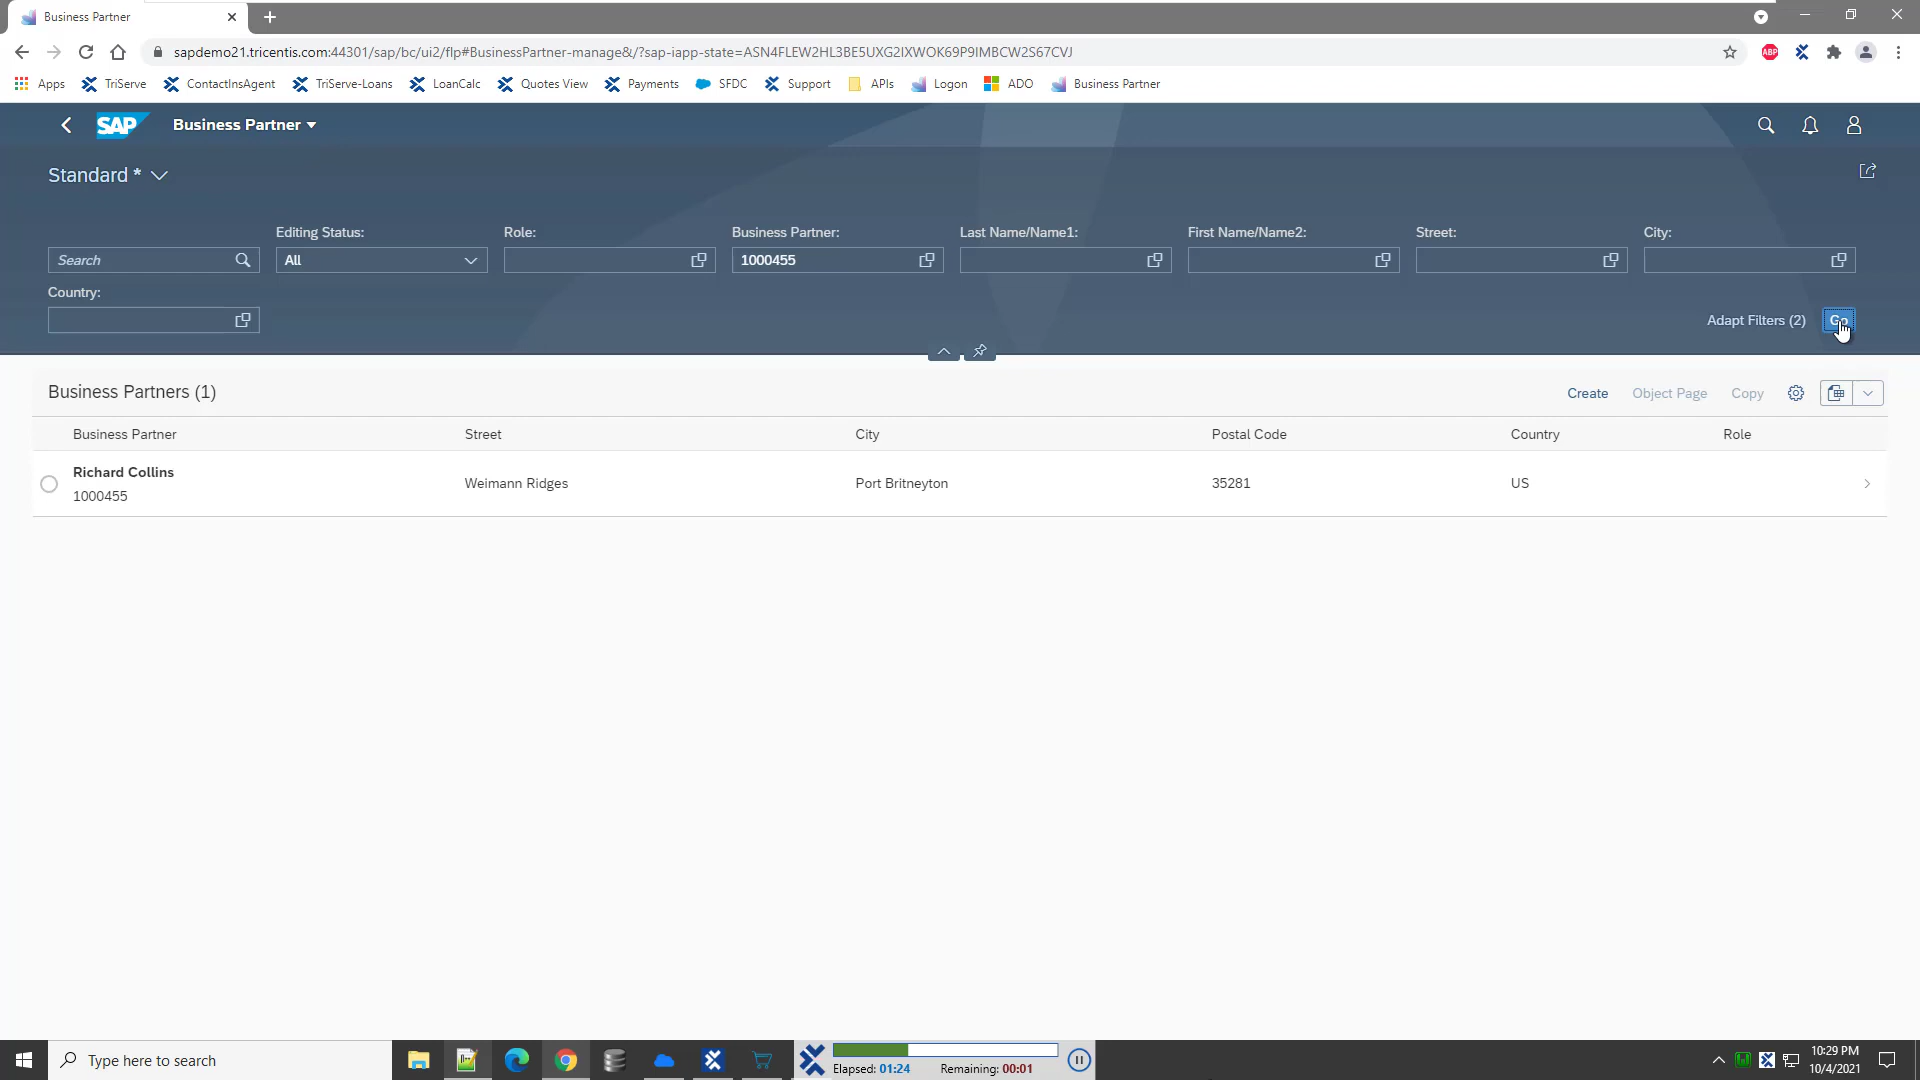 Business Partner
sapdemo21.tricentis.com:44301/sap/bc/ui2/flp#BusinessPartner-manage&/?sap-iapp-state=ASN4FLEW2HL3BE5UXG2IXWOK69P9IMBCW2S67CVJ
ABP
Apps TriServe ContactInsAgent TriServe-Loans LoanCalc Quotes View Payments SFDC Support APIs Logon ADO Business Partner
SAP Business Partner
Standard *
Editing Status: Role: Business Partner: Last Name/Name1: First Name/Name2: Street: City:
Search All 1000455
Country:
Adapt Filters (2) Go
Business Partners (1) Create Object Page Copy
Business Partner Street City Postal Code Country Role
Richard Collins
1000455 Weimann Ridges Port Britneyton 35281 US
Type here to search
Elapsed: 01:24 Remaining: 00:01
10:29 PM
10/4/2021